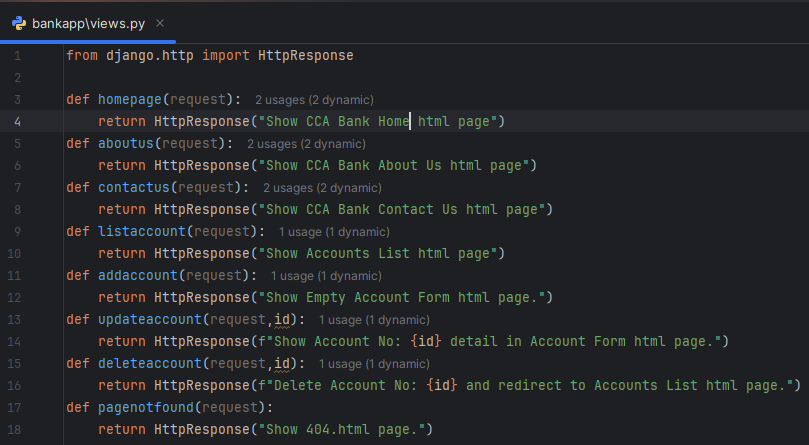 bankapp\views.py ×
1 from django.http import HttpResponse
2
3 def homepage(request): 2 usages (2 dynamic)
4     return HttpResponse("Show CCA Bank Home html page")
5 def aboutus(request): 2 usages (2 dynamic)
6     return HttpResponse("Show CCA Bank About Us html page")
7 def contactus(request): 2 usages (2 dynamic)
8     return HttpResponse("Show CCA Bank Contact Us html page")
9 def listaccount(request): 1 usage (1 dynamic)
10     return HttpResponse("Show Accounts List html page")
11 def addaccount(request): 1 usage (1 dynamic)
12     return HttpResponse("Show Empty Account Form html page.")
13 def updateaccount(request,id): 1 usage (1 dynamic)
14     return HttpResponse(f"Show Account No: {id} detail in Account Form html page.")
15 def deleteaccount(request,id): 1 usage (1 dynamic)
16     return HttpResponse(f"Delete Account No: {id} and redirect to Accounts List html page.")
17 def pagenotfound(request):
18     return HttpResponse("Show 404.html page.")